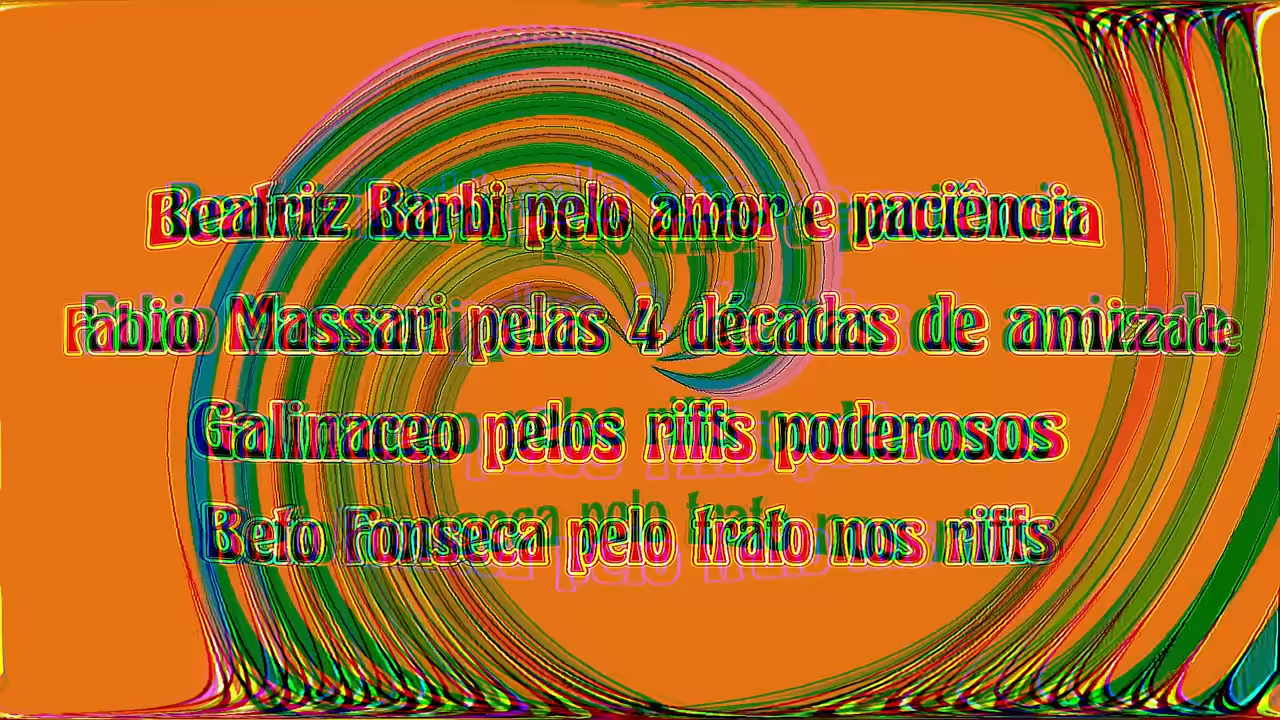 Beatriz Barbi pelo amor e paciência
Fabio Massari pelas 4 décadas de amizade
Galinaceo pelos riffs poderosos
Beto Fonseca pelo trato nos riffs